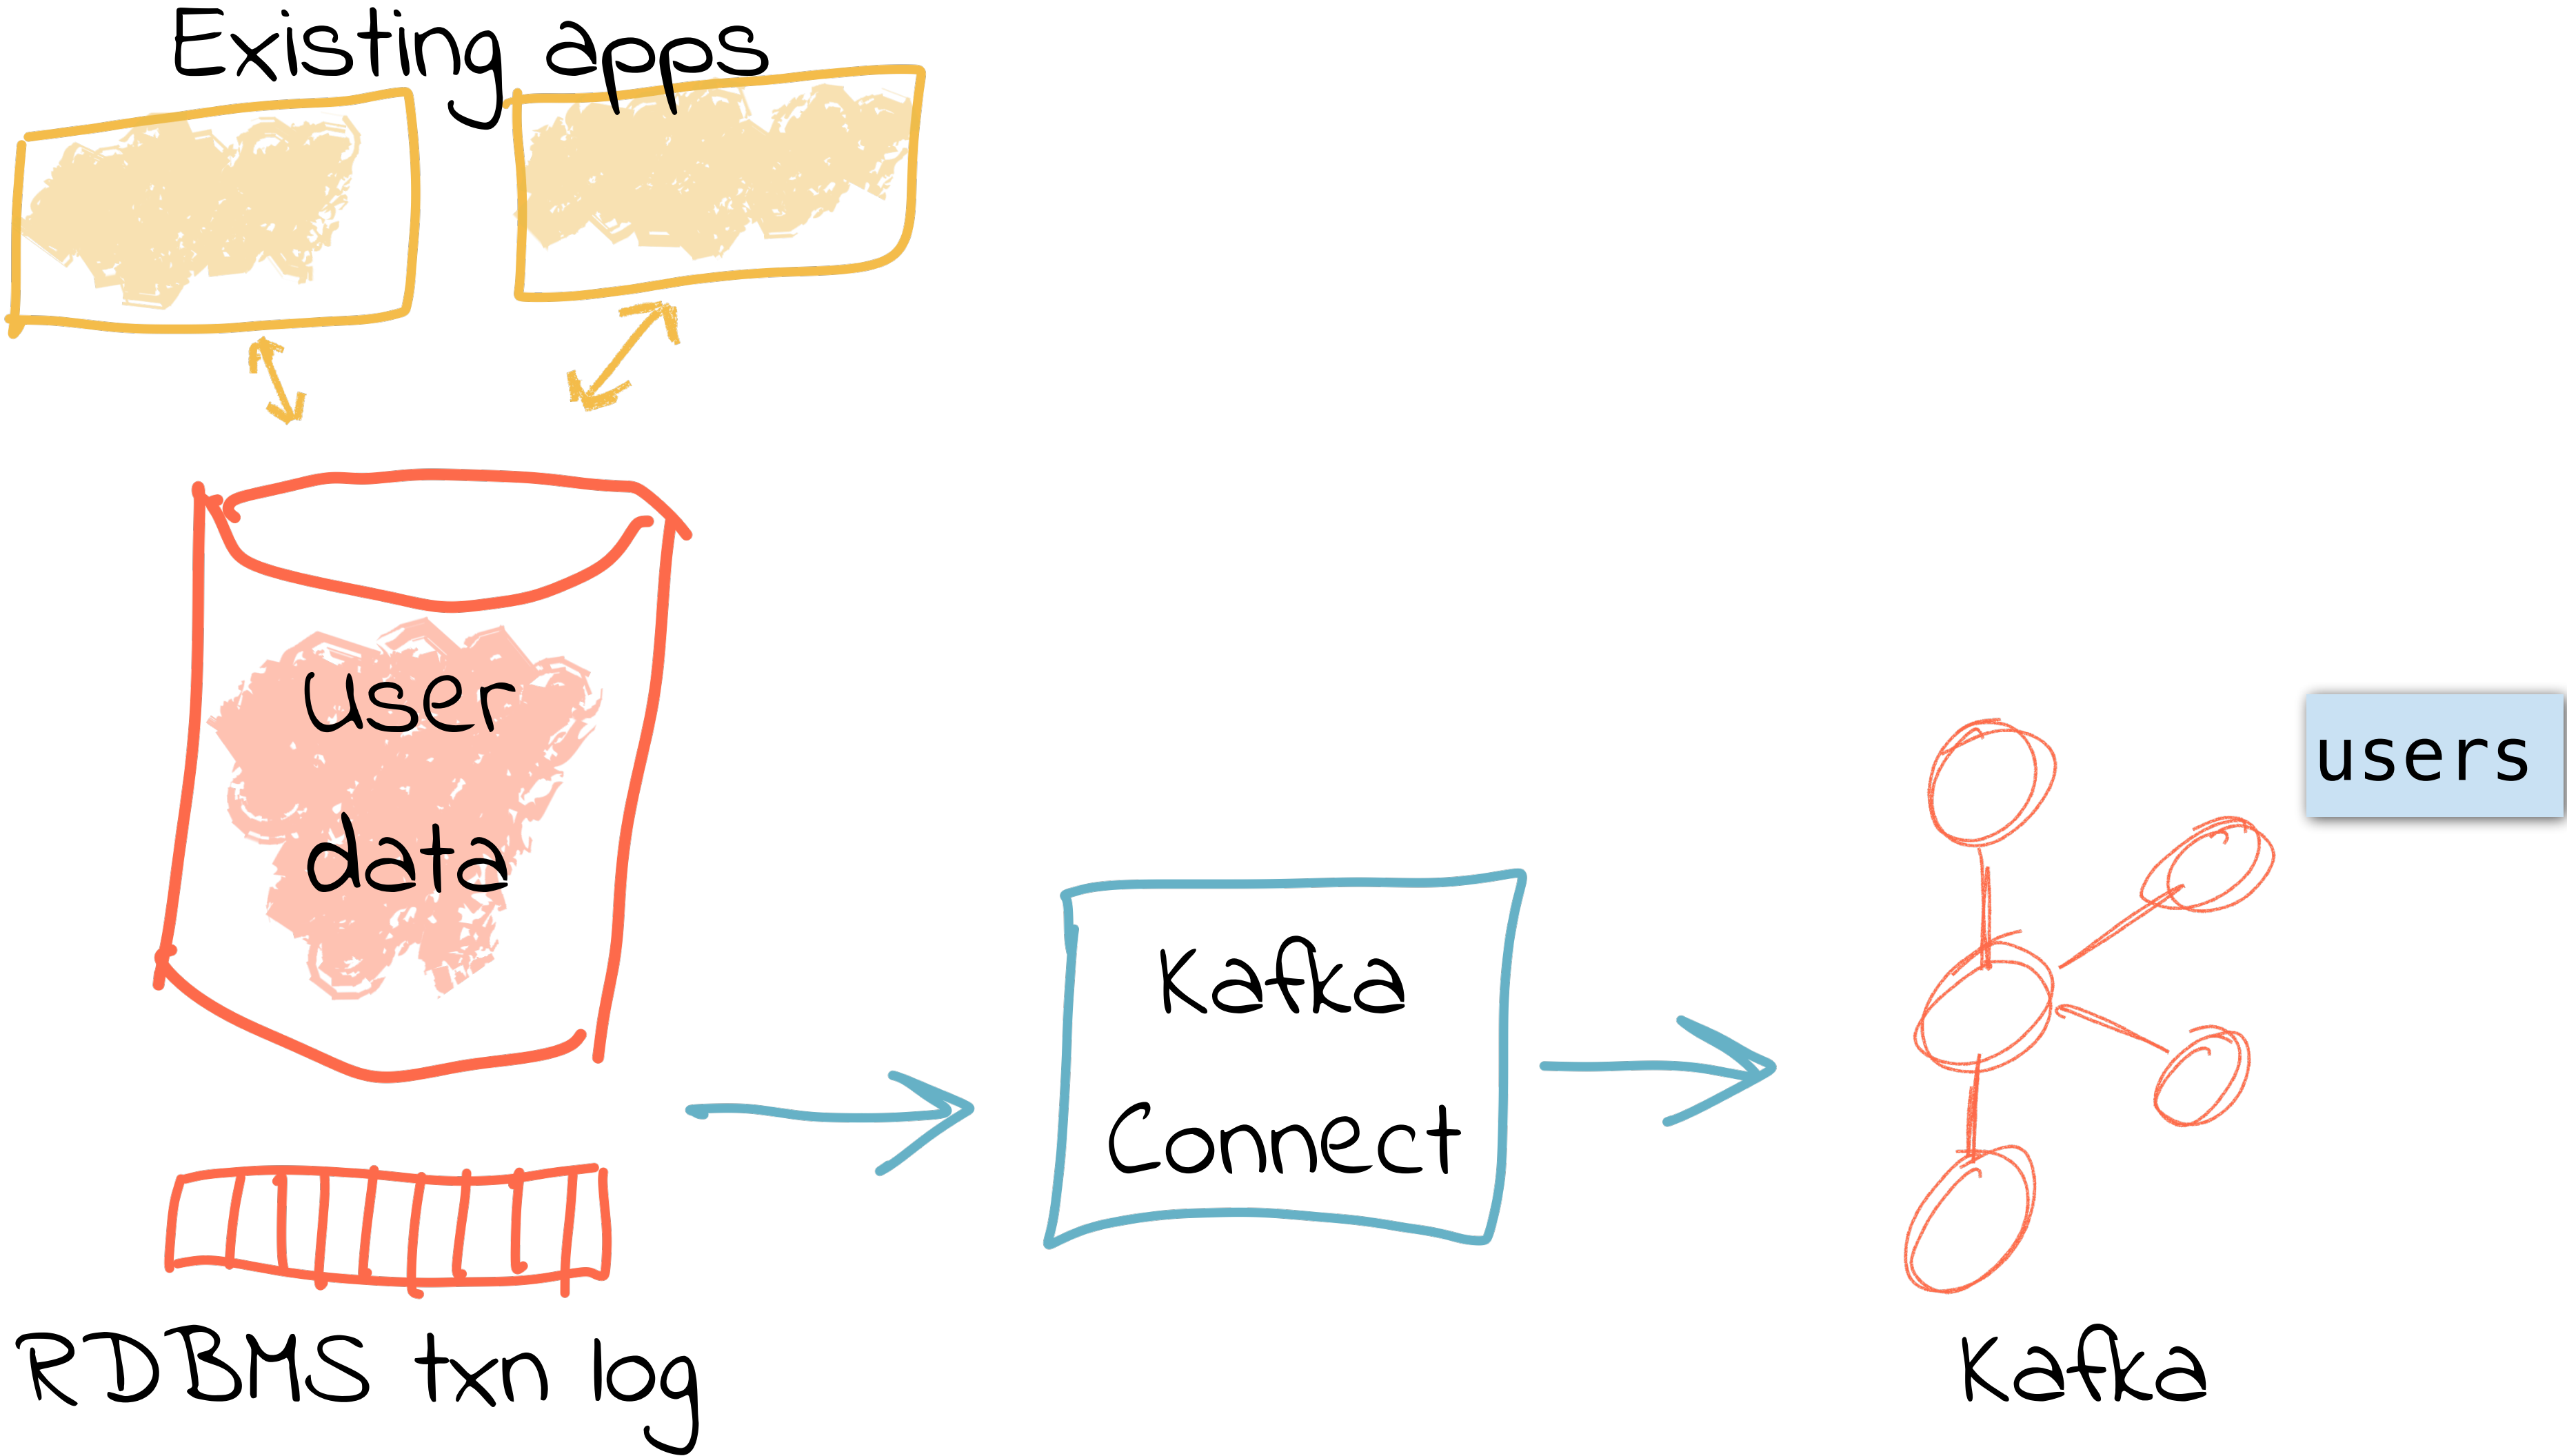 Existing apps
user
data
users
Kafka
Connect
RDBMS txn log
Kafka